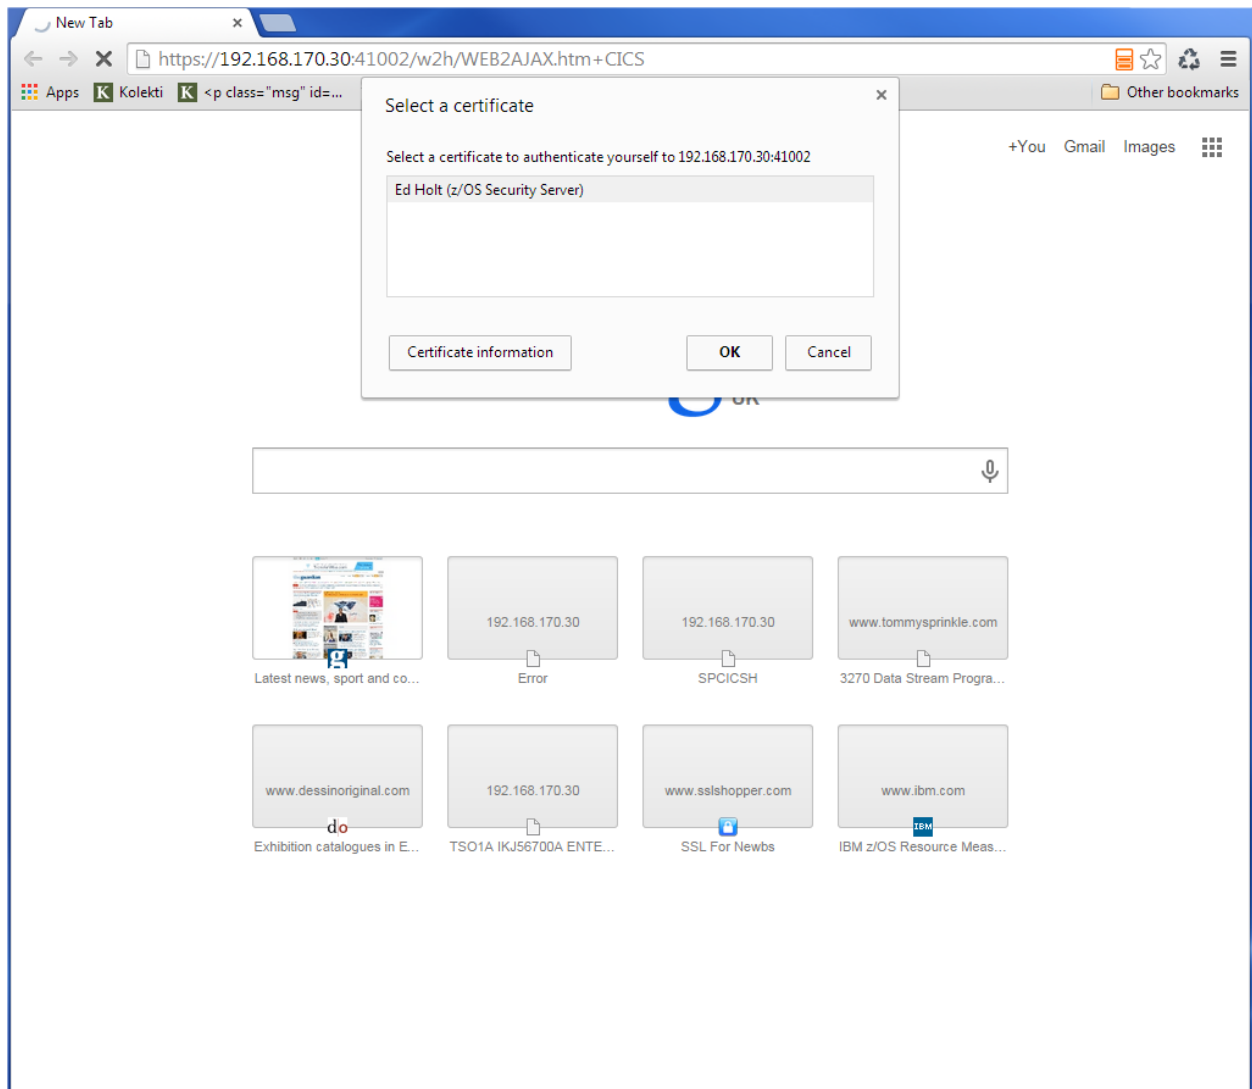 New Tab
https://192.168.170.30:41002/w2h/WEB2AJAX.htm+CICS
Apps K Kolekti K <p class="msg" id=... Other bookmarks
Select a certificate
Select a certificate to authenticate yourself to 192.168.170.30:41002
Ed Holt (z/OS Security Server)
Certificate information OK Cancel
+You Gmail Images
UK
theguardian
192.168.170.30 192.168.170.30 www.tommysprinkle.com
g
Latest news, sport and co... Error SPCICSH 3270 Data Stream Progra...
www.dessinoriginal.com 192.168.170.30 www.sslshopper.com www.ibm.com
do IBM
Exhibition catalogues in E... TSO1A IKJ56700A ENTE... SSL For Newbs IBM z/OS Resource Meas...